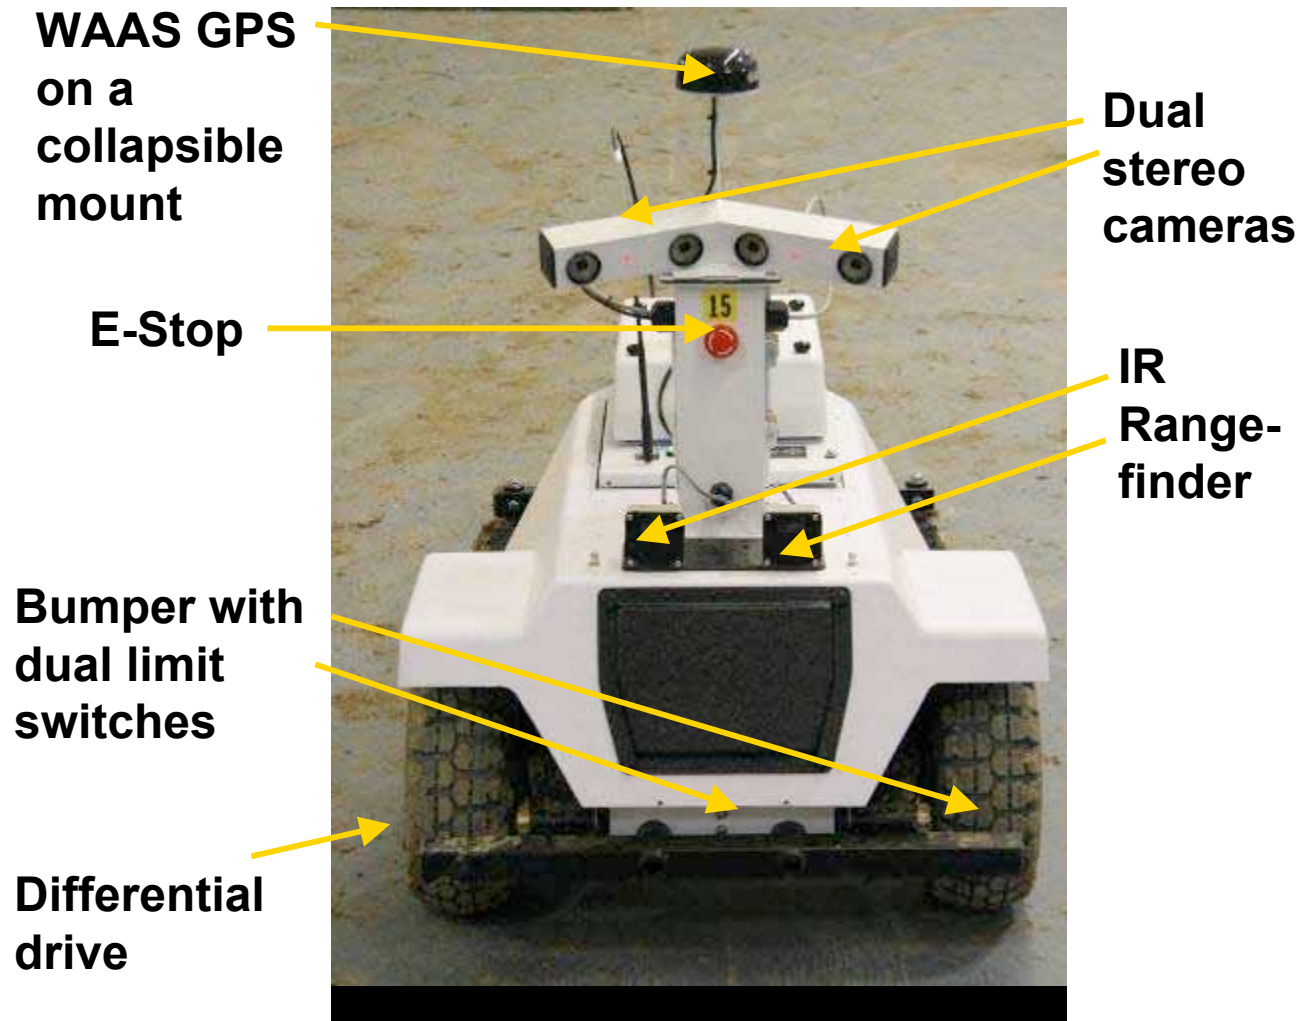 WAAS GPS
on a
collapsible
mount
Dual
stereo
cameras
E-Stop
15
IR
Range-
finder
Bumper with
dual limit
switches
Differential
drive